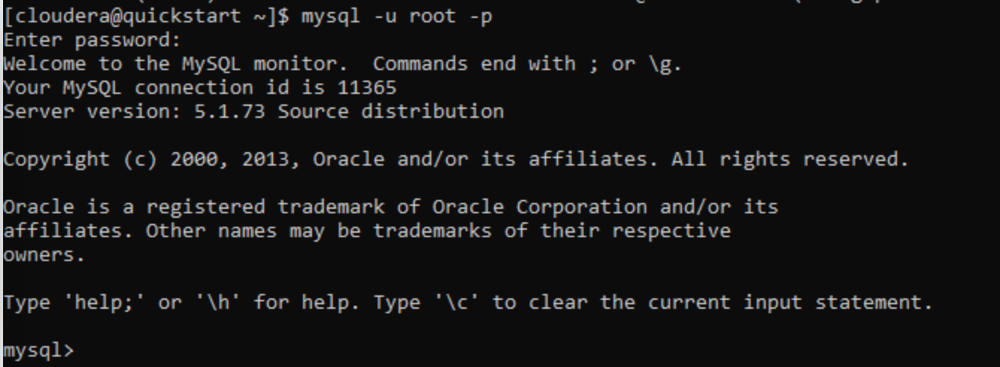 [cloudera@quickstart ~]$ mysql -u root -p
Enter password:
Welcome to the MySQL monitor.  Commands end with ; or \g.
Your MySQL connection id is 11365
Server version: 5.1.73 Source distribution
Copyright (c) 2000, 2013, Oracle and/or its affiliates. All rights reserved.
Oracle is a registered trademark of Oracle Corporation and/or its
affiliates. Other names may be trademarks of their respective
owners.
Type 'help;' or '\h' for help. Type '\c' to clear the current input statement.
mysql>